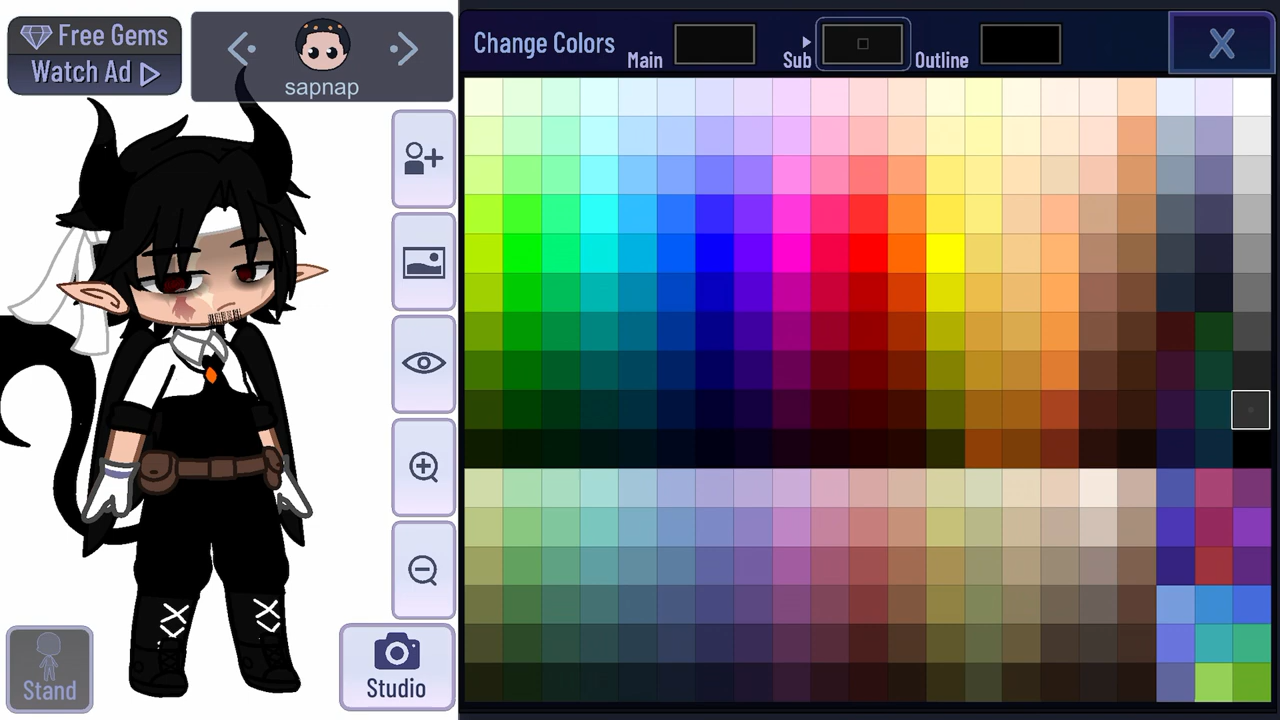 Free Gems
Watch Ad
sapnap
Change Colors
Main
Sub
Outline
Stand
Studio